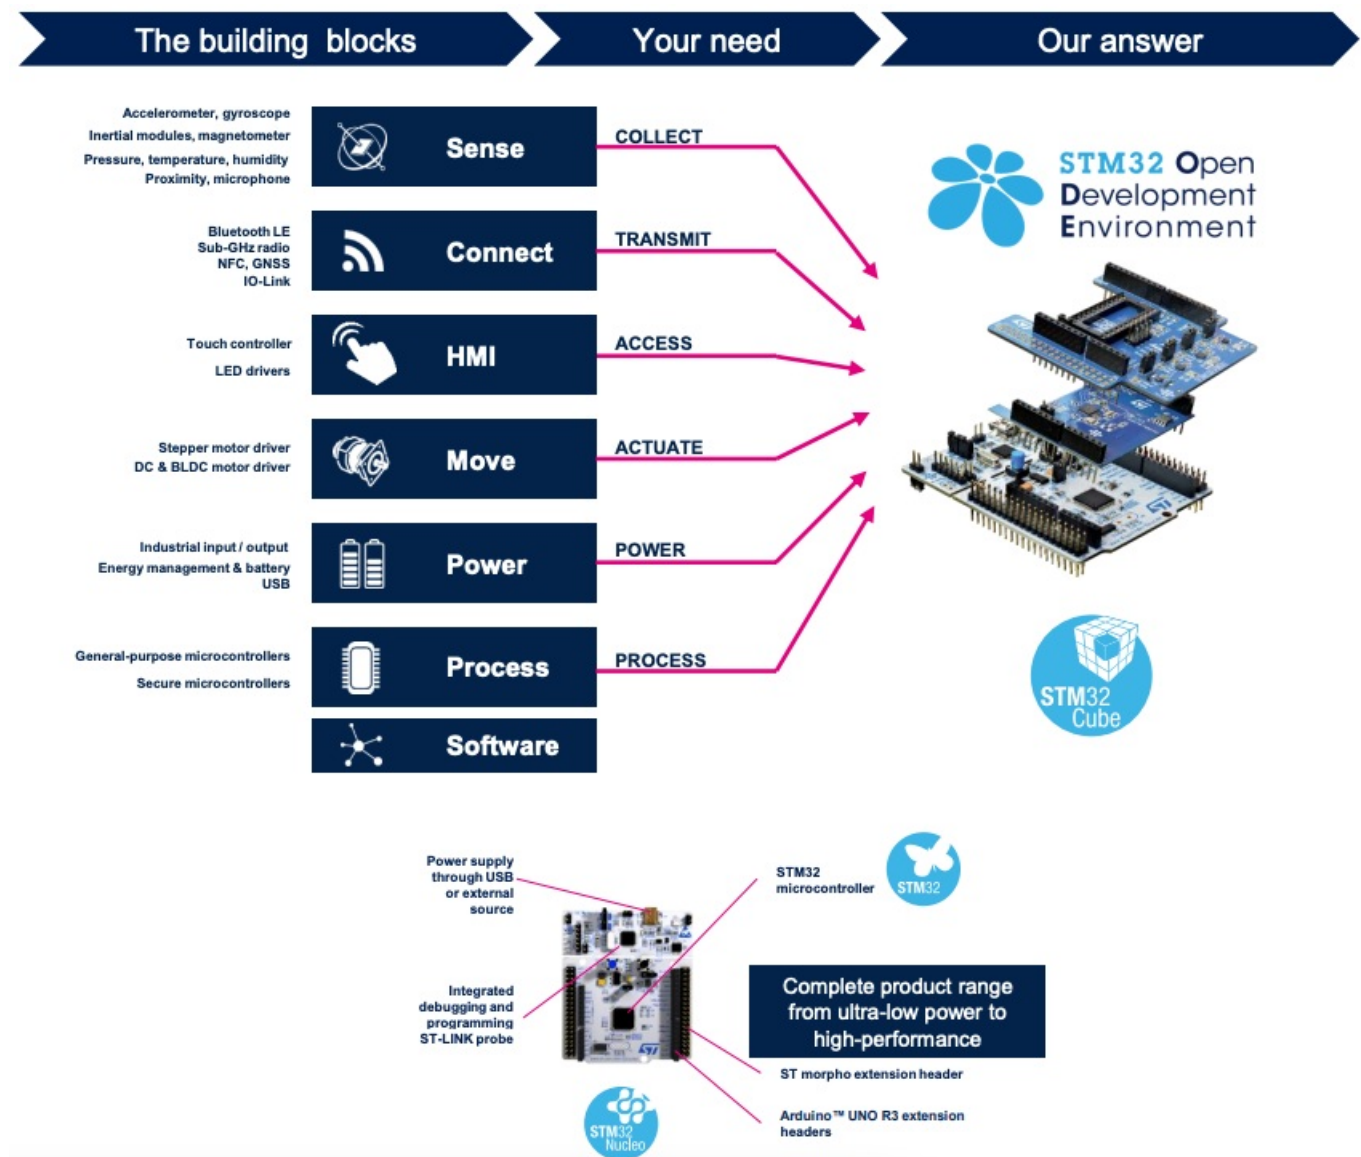 The building blocks
Your need
Our answer
Accelerometer, gyroscope
Inertial modules, magnetometer
Pressure, temperature, humidity
Proximity, microphone
Sense
COLLECT
STM32 Open
Development
Environment
Bluetooth LE
Sub-GHz radio
NFC, GNSS
IO-Link
Connect
TRANSMIT
Touch controller
LED drivers
HMI
ACCESS
Stepper motor driver
DC & BLDC motor driver
Move
ACTUATE
Industrial input / output
Energy management & battery
USB
Power
POWER
General-purpose microcontrollers
Secure microcontrollers
Process
PROCESS
STM32
Cube
Software
Power supply
through USB
or external
source
STM32
microcontroller
STM32
Integrated
debugging and
programming
ST-LINK probe
Complete product range
from ultra-low power to
high-performance
ST morpho extension header
Arduino™ UNO R3 extension
headers
STM32
Nucleo